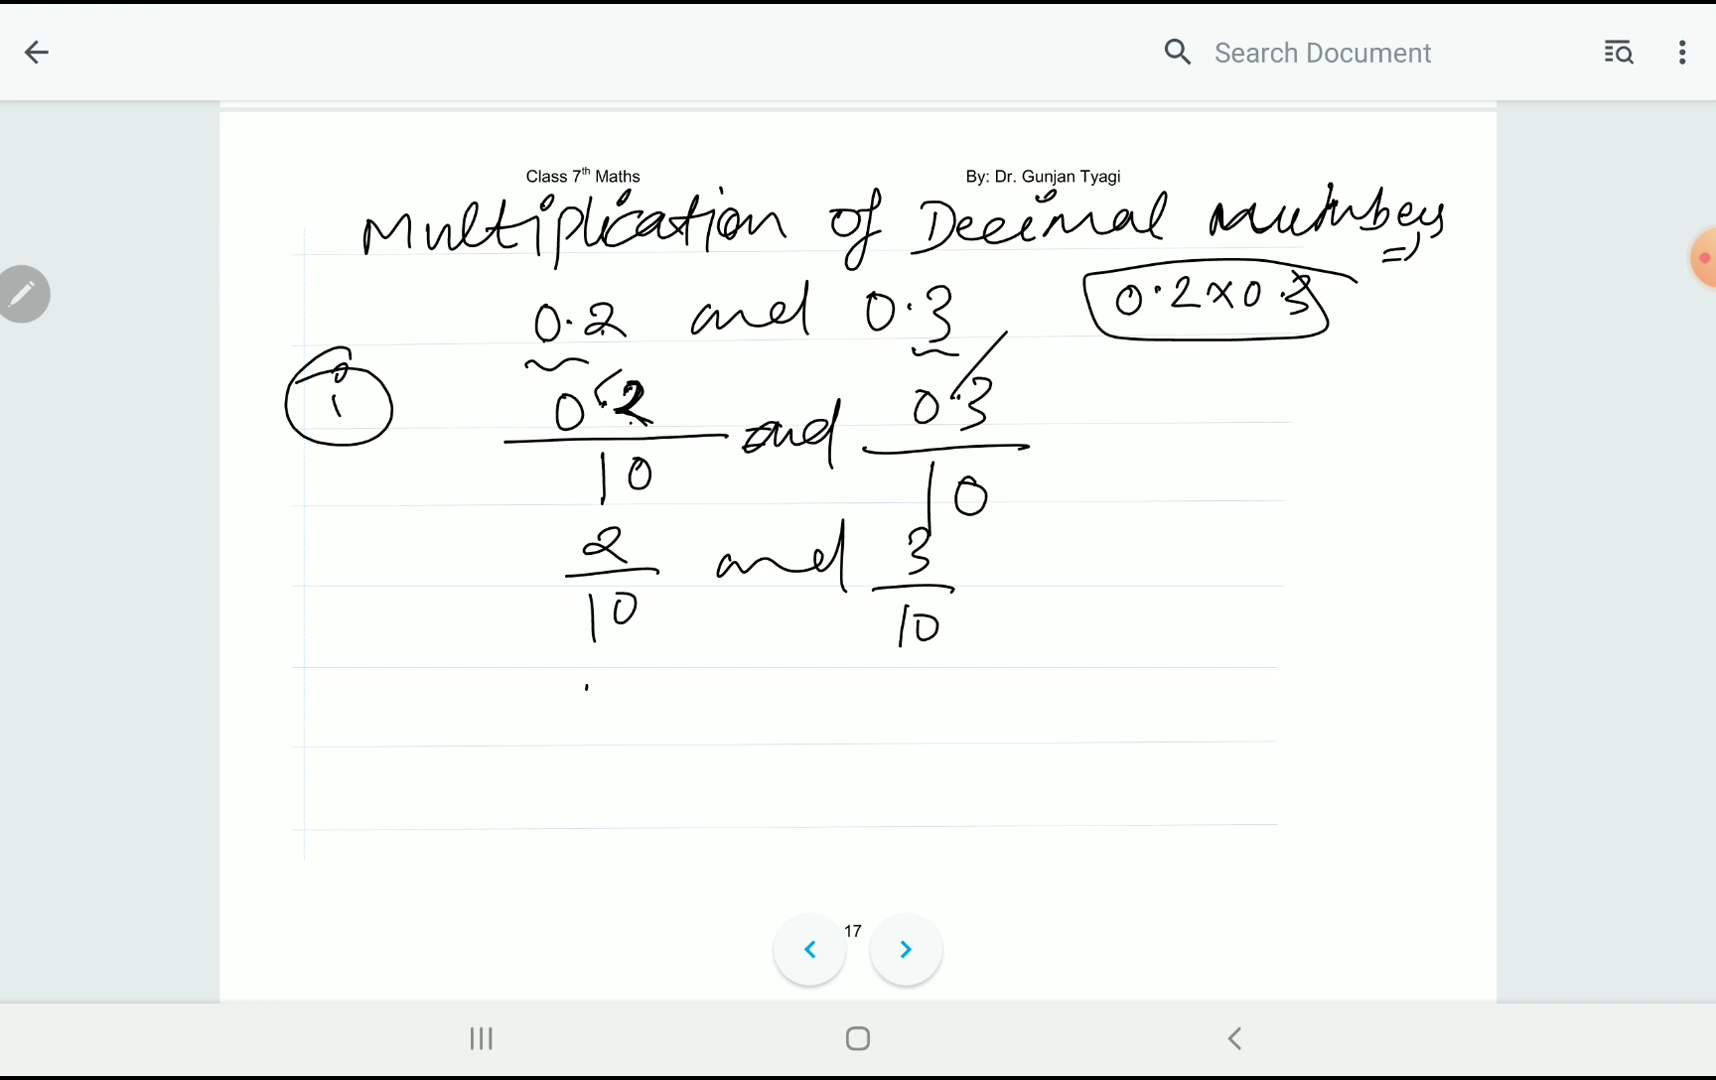 Search Document
Class 7th Maths By: Dr. Gunjan Tyagi
Multiplication of Decimal numbers
=)
0.2 and 0.3 0.2×0.3
i
0.2/10 and 0.3/10
2/10 and 3/10
17